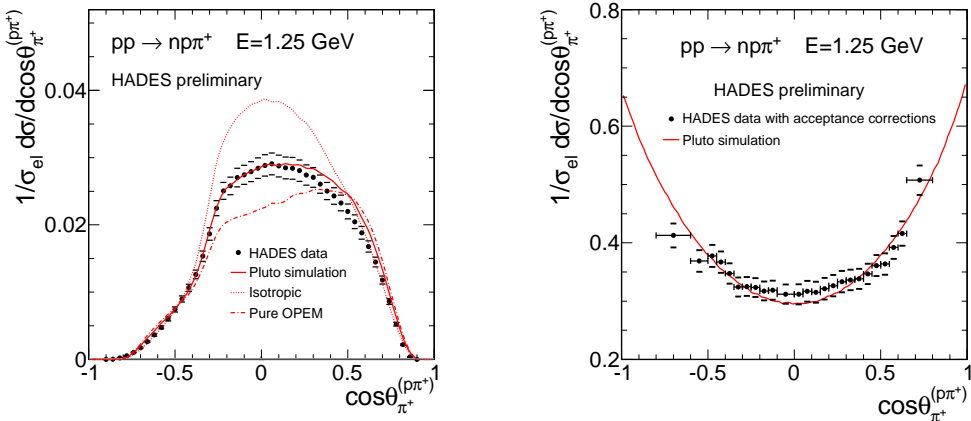 1/σ_el dσ/dcosθ_π+^(pπ+)
pp → npπ+ E=1.25 GeV
HADES preliminary
HADES data
Pluto simulation
Isotropic
Pure OPEM
0
0.02
0.04
-1 -0.5 0 0.5 1
cosθ_π+^(pπ+)
1/σ_el dσ/dcosθ_π+^(pπ+)
pp → npπ+ E=1.25 GeV
HADES preliminary
HADES data with acceptance corrections
Pluto simulation
0.8
0.6
0.4
0.2
-1 -0.5 0 0.5 1
cosθ_π+^(pπ+)